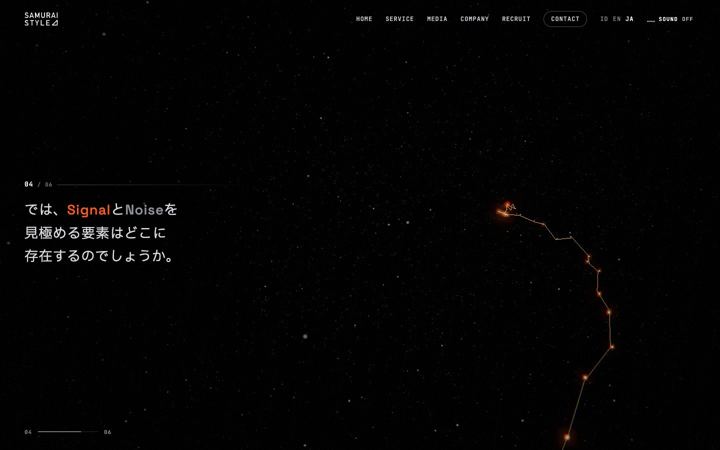 SAMURAI
STYLE
HOME SERVICE MEDIA COMPANY RECRUIT CONTACT ID EN JA SOUND OFF
04 / 06
では、SignalとNoiseを
見極める要素はどこに
存在するのでしょうか。
04 06